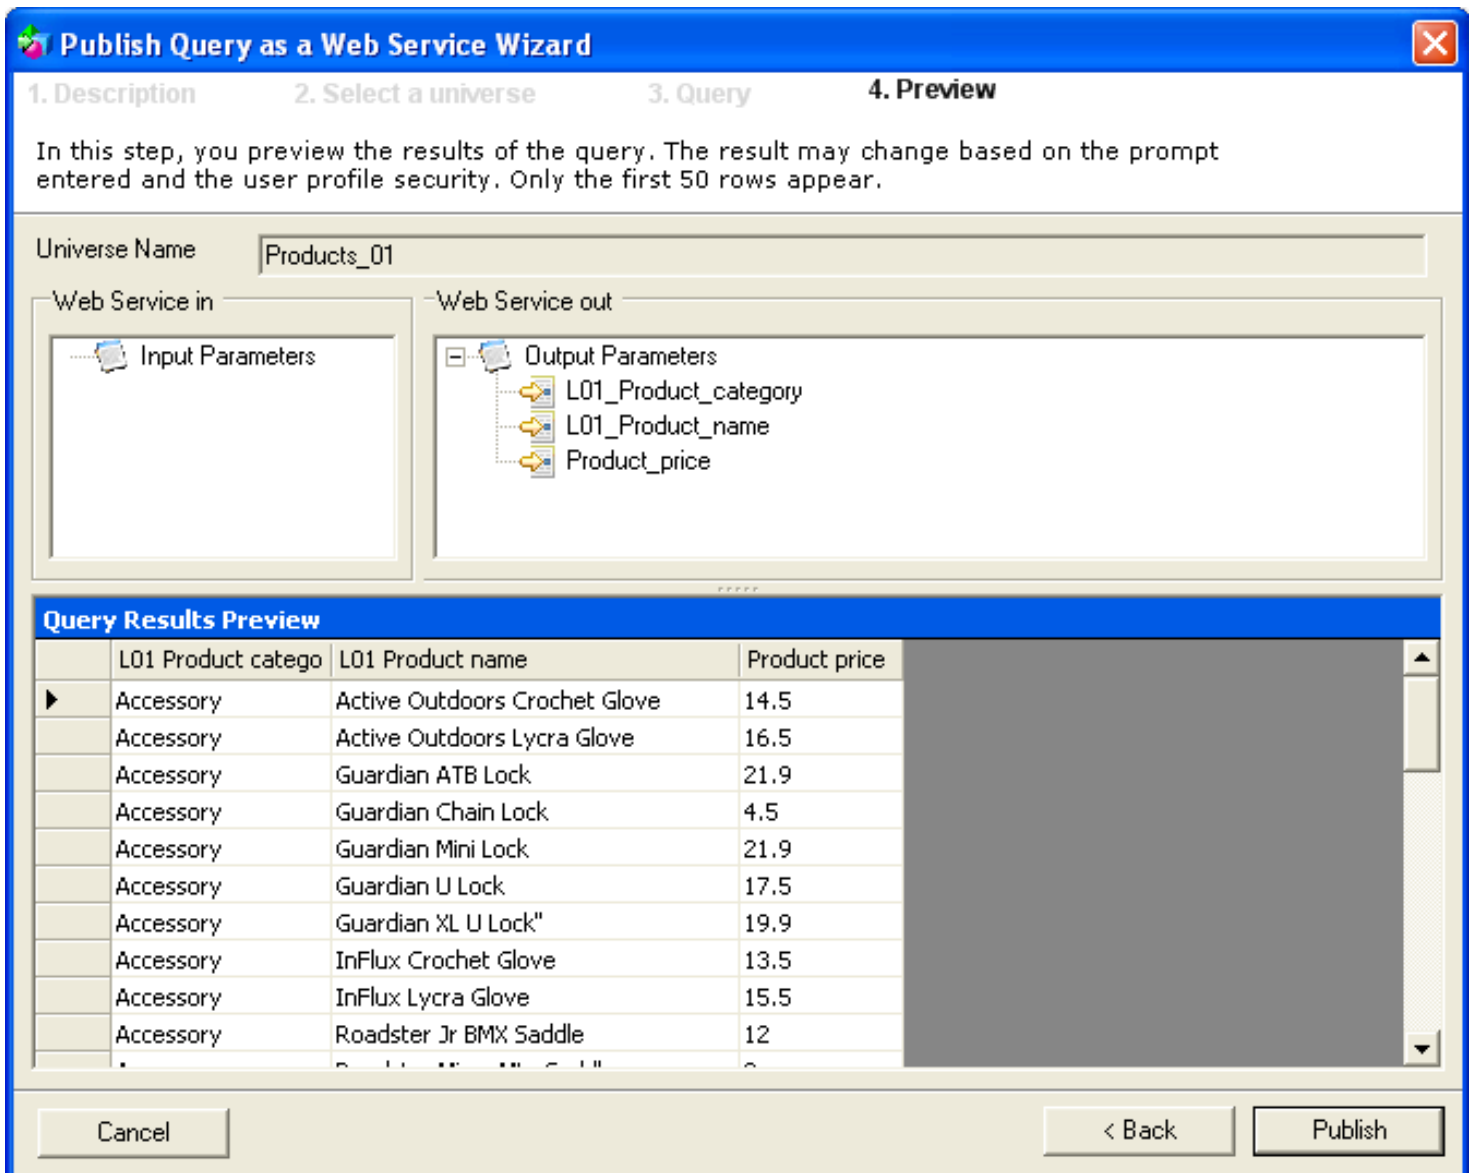 Publish Query as a Web Service Wizard
1. Description 2. Select a universe 3. Query 4. Preview
In this step, you preview the results of the query. The result may change based on the prompt
entered and the user profile security. Only the first 50 rows appear.
Universe Name Products_01
Web Service in Web Service out
Input Parameters Output Parameters
L01_Product_category
L01_Product_name
Product_price
Query Results Preview
L01 Product catego L01 Product name Product price
Accessory Active Outdoors Crochet Glove 14.5
Accessory Active Outdoors Lycra Glove 16.5
Accessory Guardian ATB Lock 21.9
Accessory Guardian Chain Lock 4.5
Accessory Guardian Mini Lock 21.9
Accessory Guardian U Lock 17.5
Accessory Guardian XL U Lock" 19.9
Accessory InFlux Crochet Glove 13.5
Accessory InFlux Lycra Glove 15.5
Accessory Roadster Jr BMX Saddle 12
Cancel < Back Publish